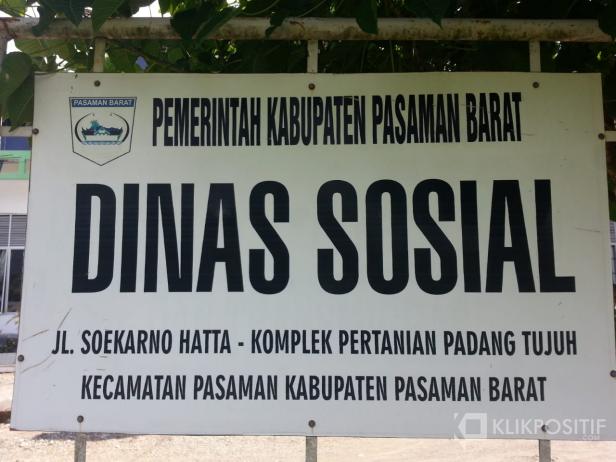 PASAMAN BARAT
PEMERINTAH KABUPATEN PASAMAN BARAT
DINAS SOSIAL
JL. SOEKARNO HATTA - KOMPLEK PERTANIAN PADANG TUJUH
KECAMATAN PASAMAN KABUPATEN PASAMAN BARAT
KLIKPOSITIF
.COM